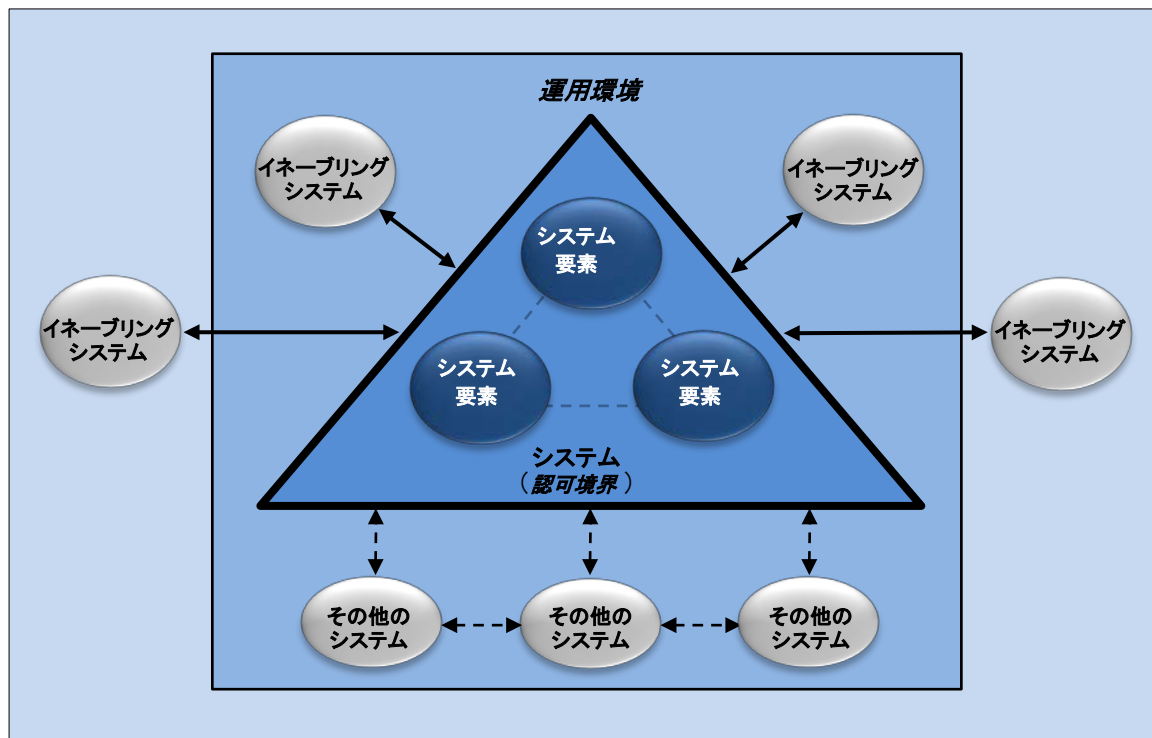 運用環境
イネーブリング
システム
イネーブリング
システム
システム
要素
イネーブリング
システム
イネーブリング
システム
システム
要素
システム
要素
システム
（認可境界）
その他の
システム
その他の
システム
その他の
システム